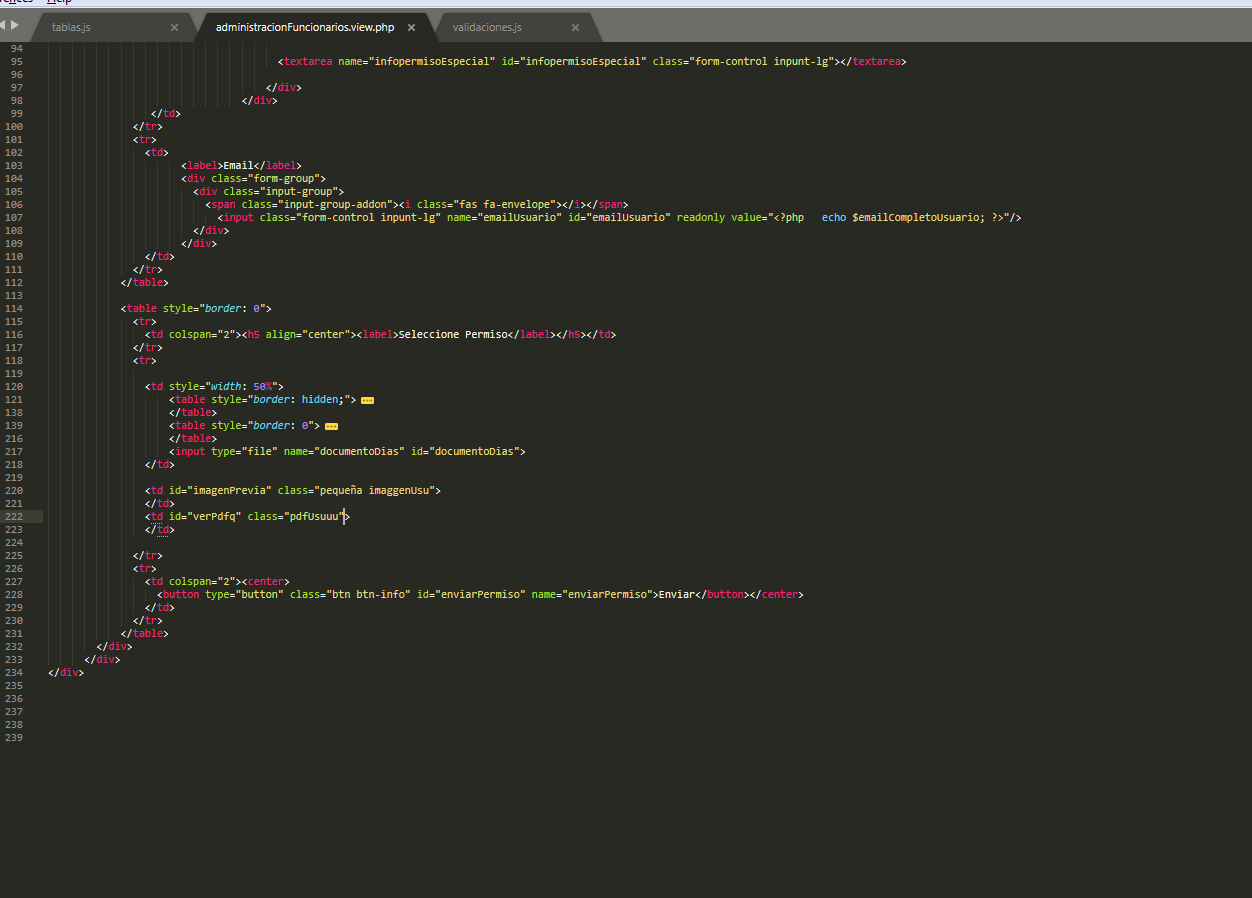 Help
tablas.js × administracionFuncionarios.view.php × validaciones.js ×
94
95 <textarea name="infopermisoEspecial" id="infopermisoEspecial" class="form-control inpunt-lg"></textarea>
96
97 </div>
98 </div>
99 </td>
100 </tr>
101 <tr>
102 <td>
103 <label>Email</label>
104 <div class="form-group">
105 <div class="input-group">
106 <span class="input-group-addon"><i class="fas fa-envelope"></i></span>
107 <input class="form-control inpunt-lg" name="emailUsuario" id="emailUsuario" readonly value="<?php echo $emailCompletoUsuario; ?>"/>
108 </div>
109 </div>
110 </td>
111 </tr>
112 </table>
113
114 <table style="border: 0">
115 <tr>
116 <td colspan="2"><h5 align="center"><label>Seleccione Permiso</label></h5></td>
117 </tr>
118 <tr>
119
120 <td style="width: 50%">
121 <table style="border: hidden;">
138 </table>
139 <table style="border: 0">
216 </table>
217 <input type="file" name="documentoDias" id="documentoDias">
218 </td>
219
220 <td id="imagenPrevia" class="pequeña imaggenUsu">
221 </td>
222 <td id="verPdfq" class="pdfUsuuu">
223 </td>
224
225 </tr>
226 <tr>
227 <td colspan="2"><center>
228 <button type="button" class="btn btn-info" id="enviarPermiso" name="enviarPermiso">Enviar</button></center>
229 </td>
230 </tr>
231 </table>
232 </div>
233 </div>
234 </div>
235
236
237
238
239